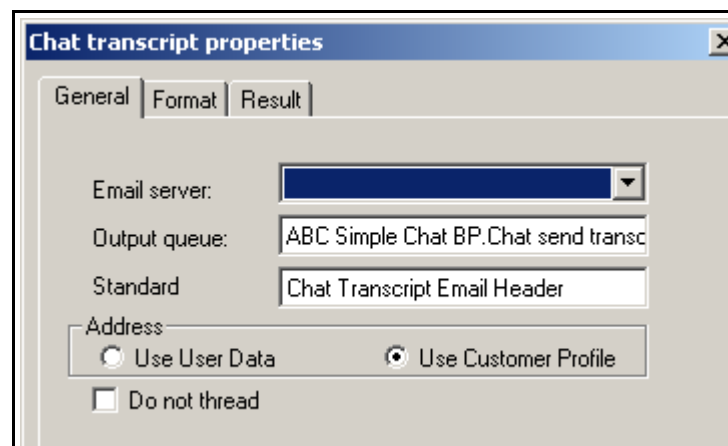 Chat transcript properties
General Format Result
Email server:
Output queue: ABC Simple Chat BP.Chat send transc
Standard Chat Transcript Email Header
Address
Use User Data Use Customer Profile
Do not thread